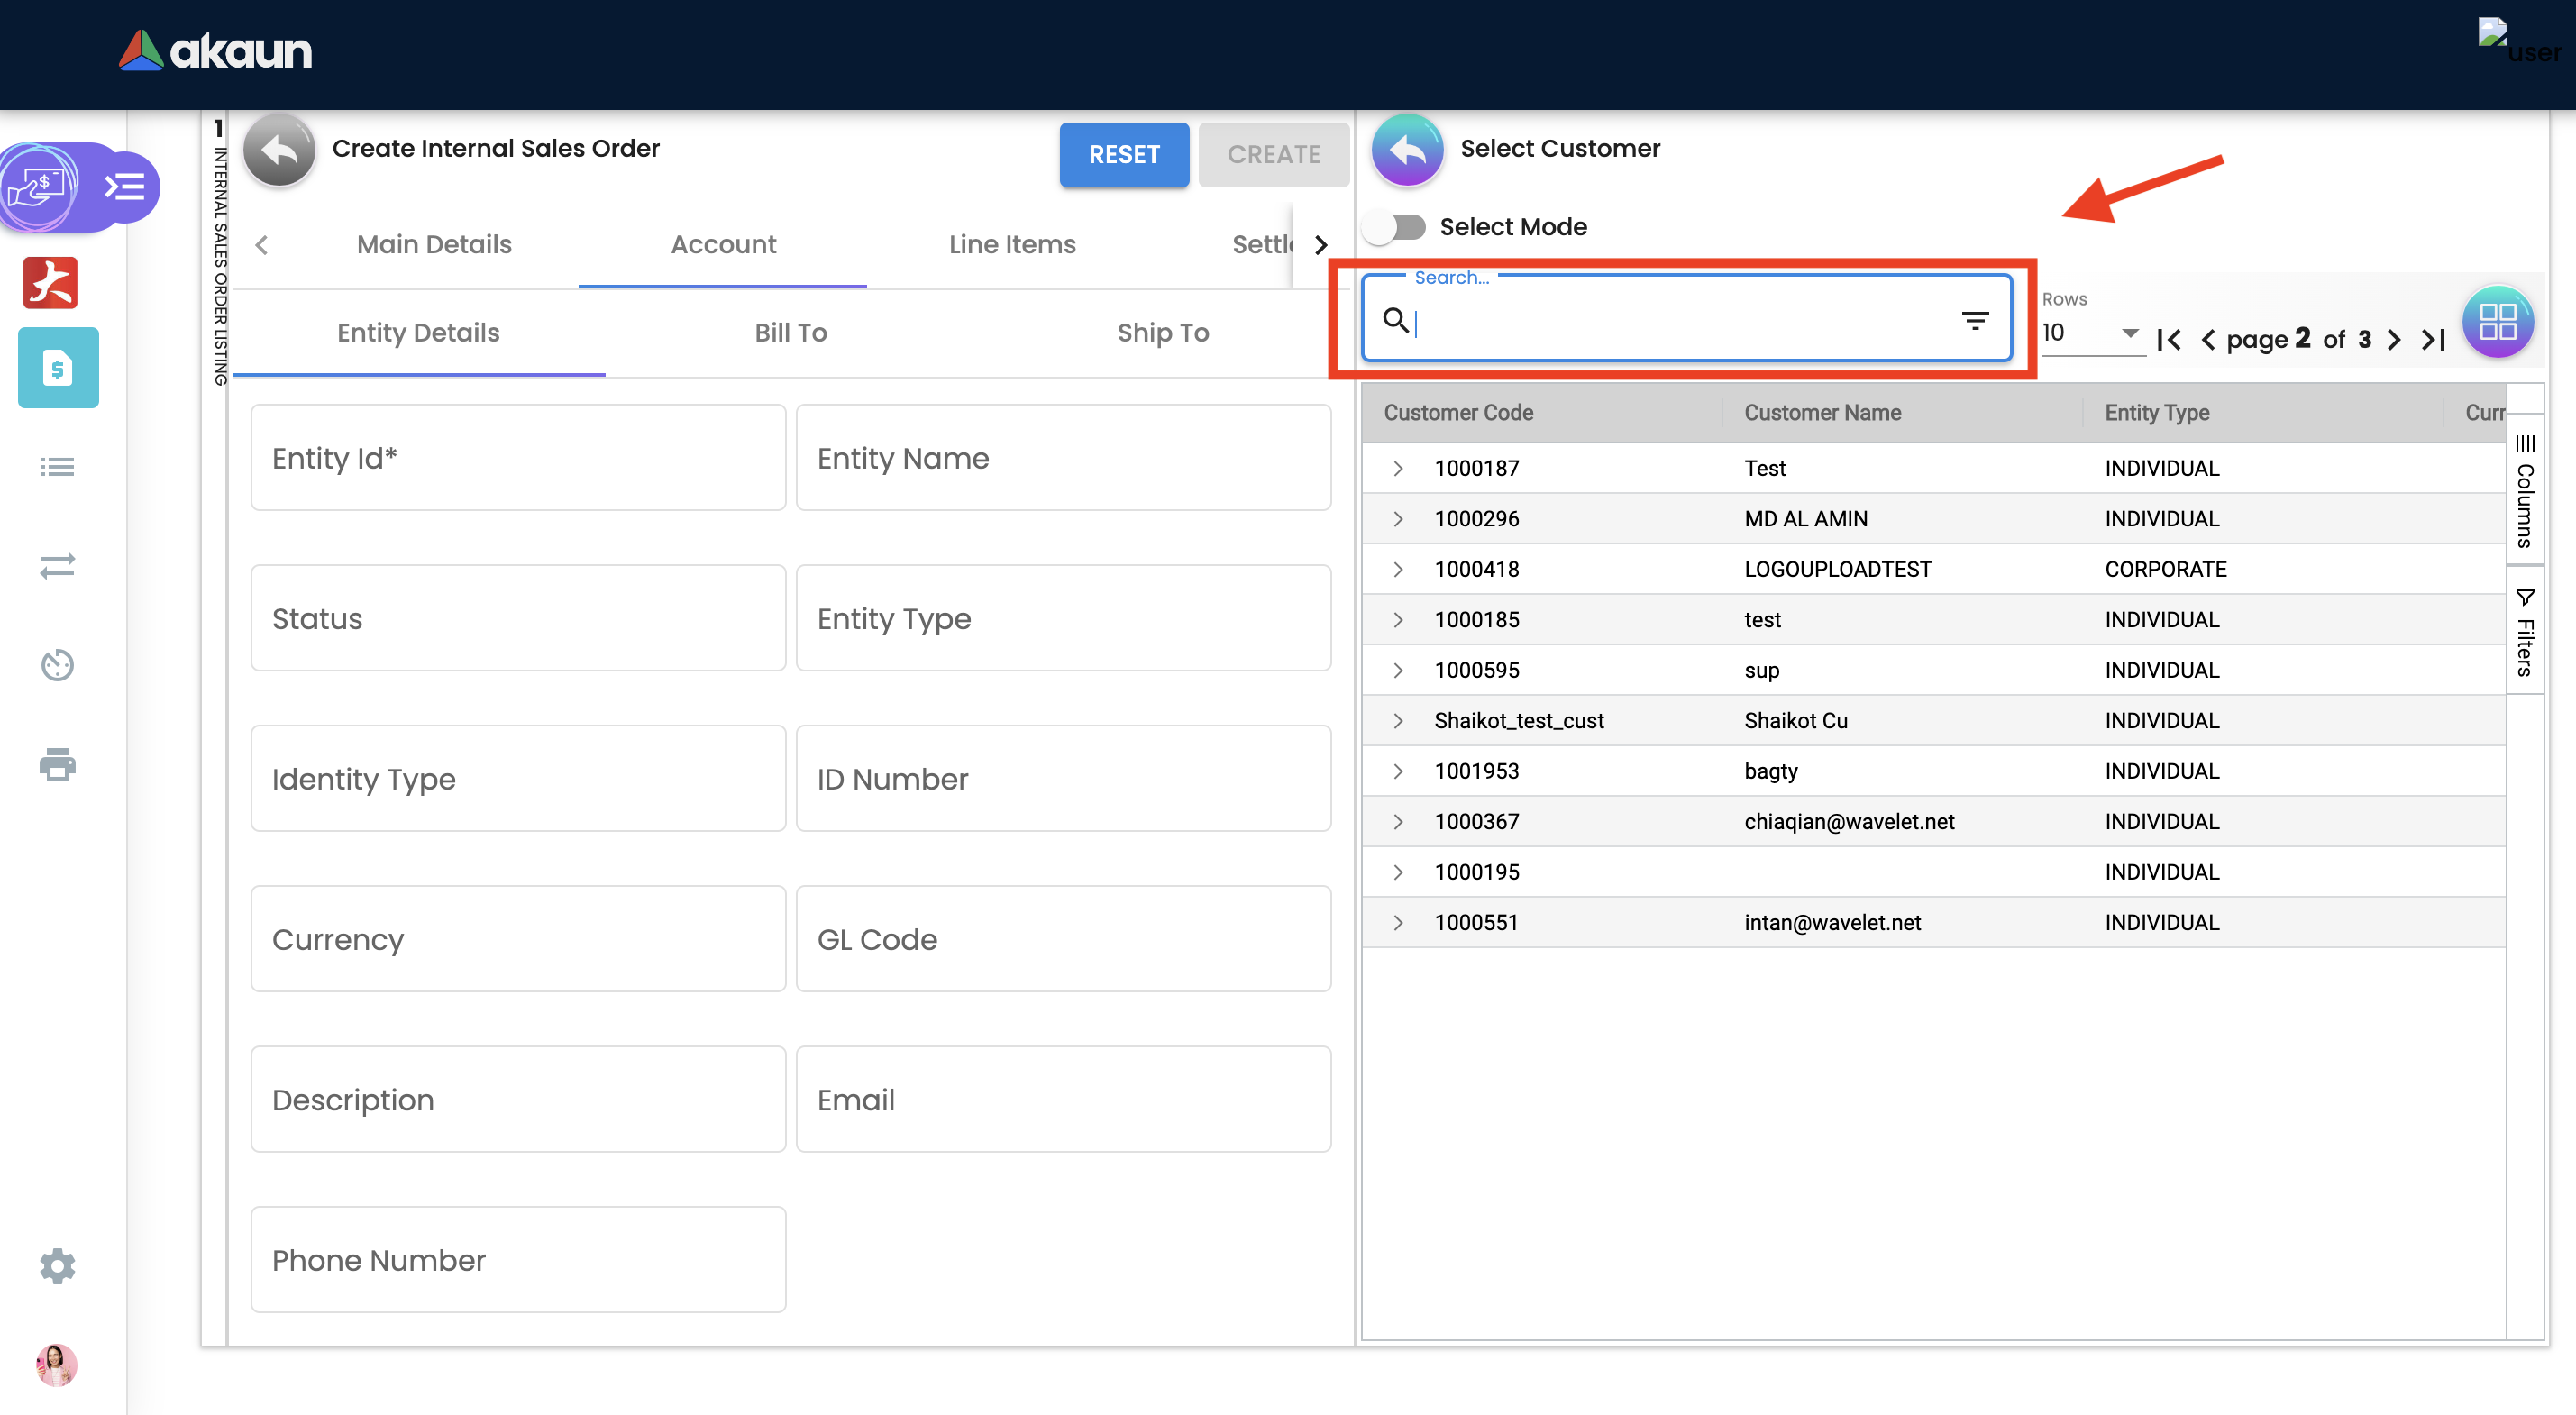 akaun
user
1 INTERNAL SALES ORDER LISTING
Create Internal Sales Order
RESET
CREATE
Main Details
Account
Line Items
Settle
Entity Details
Bill To
Ship To
Entity Id*
Entity Name
Status
Entity Type
Identity Type
ID Number
Currency
GL Code
Description
Email
Phone Number
Select Customer
Select Mode
Search...
Rows
10
page 2 of 3
Customer Code Customer Name Entity Type Curr
1000187 Test INDIVIDUAL
1000296 MD AL AMIN INDIVIDUAL
1000418 LOGOUPLOADTEST CORPORATE
1000185 test INDIVIDUAL
1000595 sup INDIVIDUAL
Shaikot_test_cust Shaikot Cu INDIVIDUAL
1001953 bagty INDIVIDUAL
1000367 chiaqian@wavelet.net INDIVIDUAL
1000195 INDIVIDUAL
1000551 intan@wavelet.net INDIVIDUAL
Columns
Filters